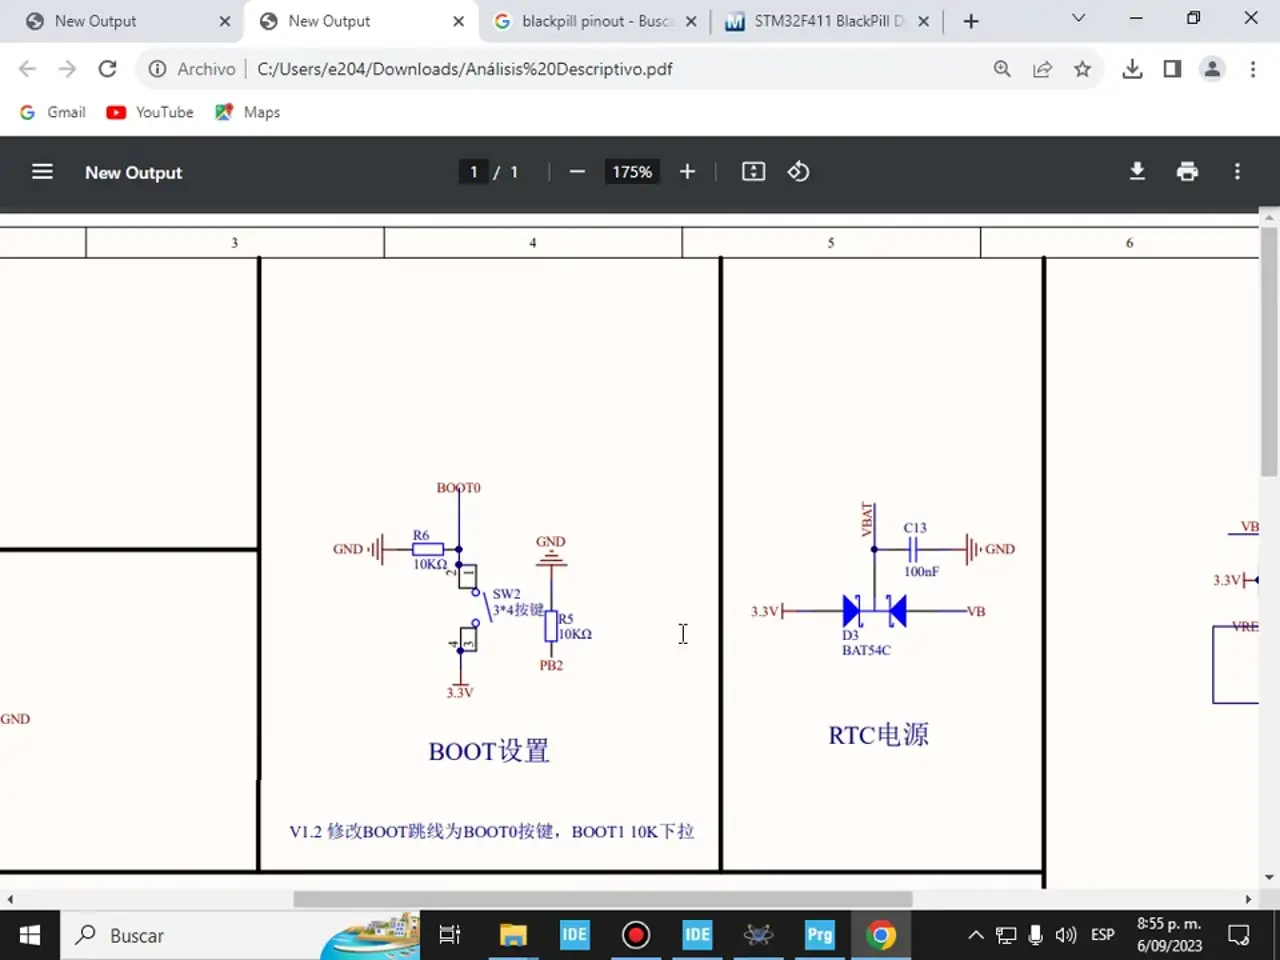 New Output
New Output
blackpill pinout - Busca
STM32F411 BlackPill D
Archivo
C:/Users/e204/Downloads/Análisis%20Descriptivo.pdf
Gmail
YouTube
Maps
New Output
1 / 1
175%
3
4
5
6
BOOT0
R6
GND
10KΩ
2
1
SW2
3*4按键
4
3
3.3V
GND
R5
10KΩ
PB2
BOOT设置
V1.2 修改BOOT跳线为BOOT0按键，BOOT1 10K下拉
VBAT
C13
GND
100nF
3.3V
VB
D3
BAT54C
RTC电源
VB
3.3V
VRE
GND
Buscar
IDE
IDE
Prg
ESP
8:55 p. m.
6/09/2023